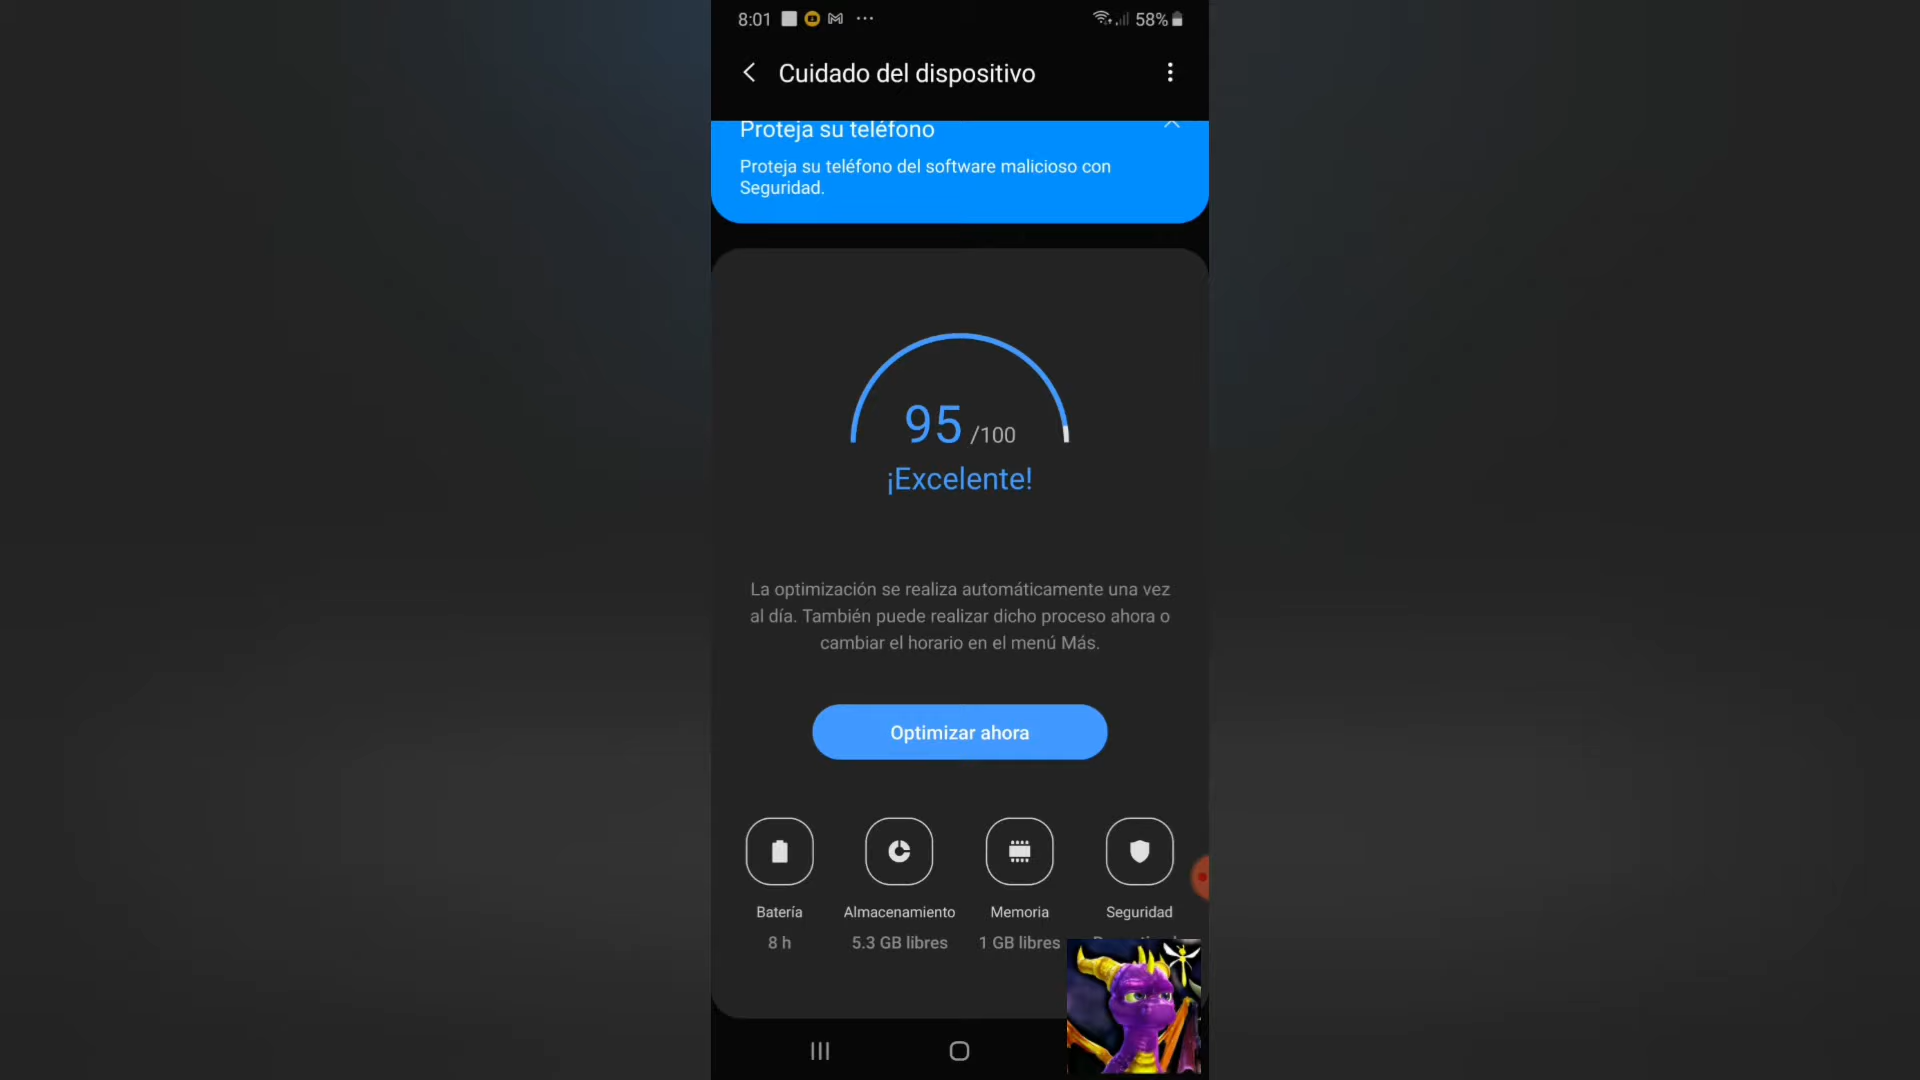 8:01
58%
Cuidado del dispositivo
Proteja su teléfono
Proteja su teléfono del software malicioso con
Seguridad.
95 /100
¡Excelente!
La optimización se realiza automáticamente una vez
al día. También puede realizar dicho proceso ahora o
cambiar el horario en el menú Más.
Optimizar ahora
Batería
Almacenamiento
Memoria
Seguridad
8 h
5.3 GB libres
1 GB libres